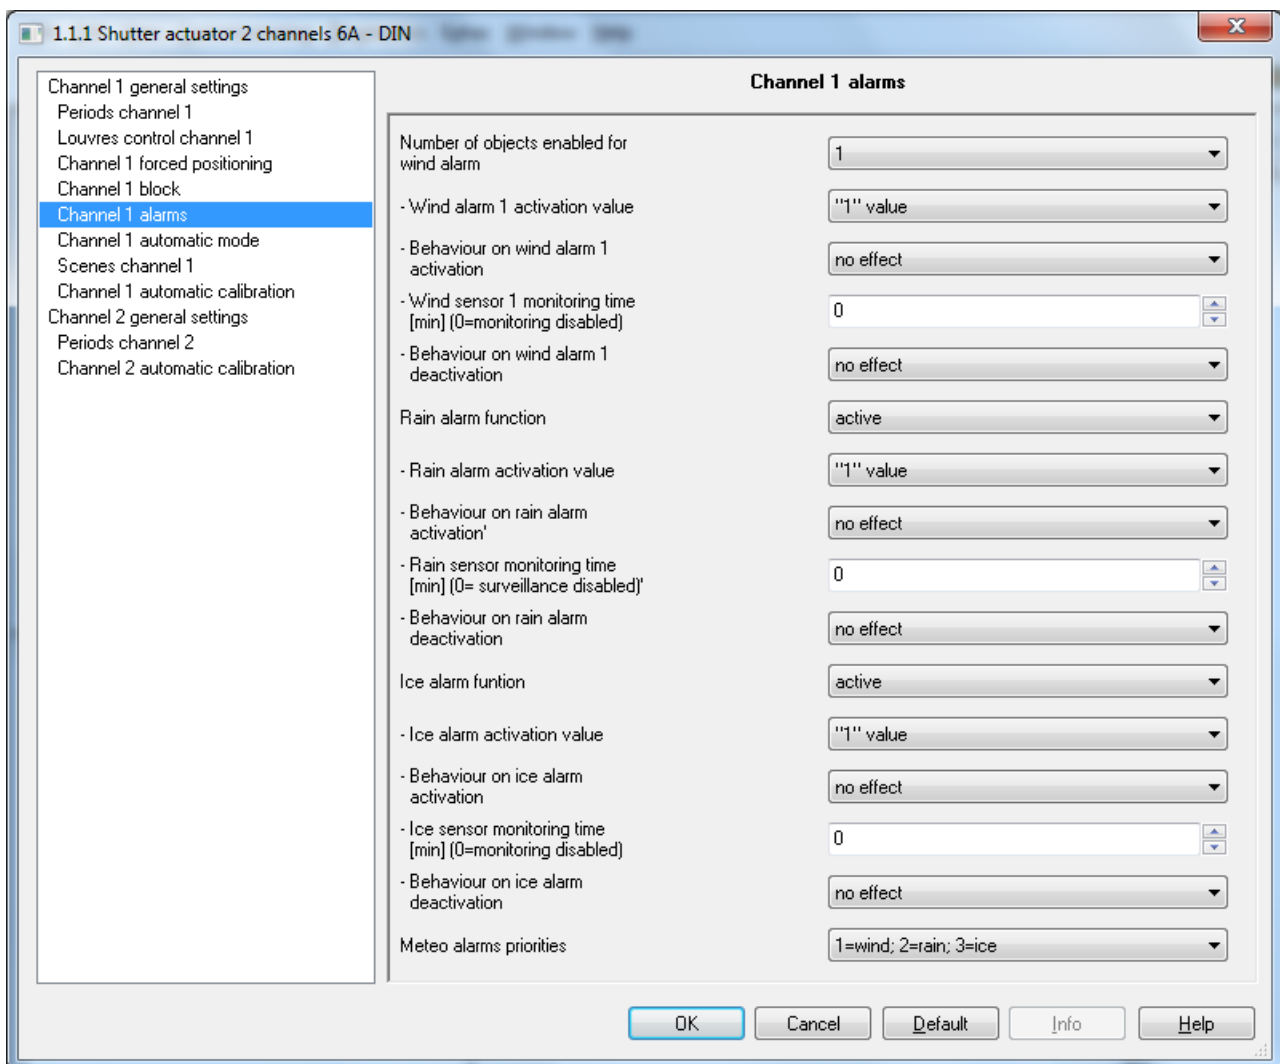 1.1.1 Shutter actuator 2 channels 6A - DIN
Channel 1 general settings
Periods channel 1
Louvres control channel 1
Channel 1 forced positioning
Channel 1 block
Channel 1 alarms
Channel 1 automatic mode
Scenes channel 1
Channel 1 automatic calibration
Channel 2 general settings
Periods channel 2
Channel 2 automatic calibration
Channel 1 alarms
Number of objects enabled for
wind alarm
1
- Wind alarm 1 activation value
"1" value
- Behaviour on wind alarm 1
activation
no effect
- Wind sensor 1 monitoring time
[min] (0=monitoring disabled)
0
- Behaviour on wind alarm 1
deactivation
no effect
Rain alarm function
active
- Rain alarm activation value
"1" value
- Behaviour on rain alarm
activation'
no effect
- Rain sensor monitoring time
[min] (0= surveillance disabled)'
0
- Behaviour on rain alarm
deactivation
no effect
Ice alarm funtion
active
- Ice alarm activation value
"1" value
- Behaviour on ice alarm
activation
no effect
- Ice sensor monitoring time
[min] (0=monitoring disabled)
0
- Behaviour on ice alarm
deactivation
no effect
Meteo alarms priorities
1=wind; 2=rain; 3=ice
OK
Cancel
Default
Info
Help